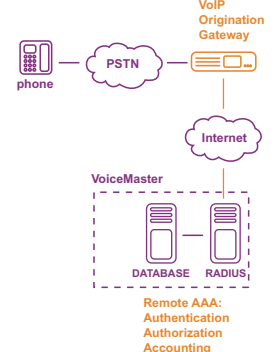 VoIP
Origination
Gateway
PSTN
phone
Internet
VoiceMaster
DATABASE RADIUS
Remote AAA:
Authentication
Authorization
Accounting